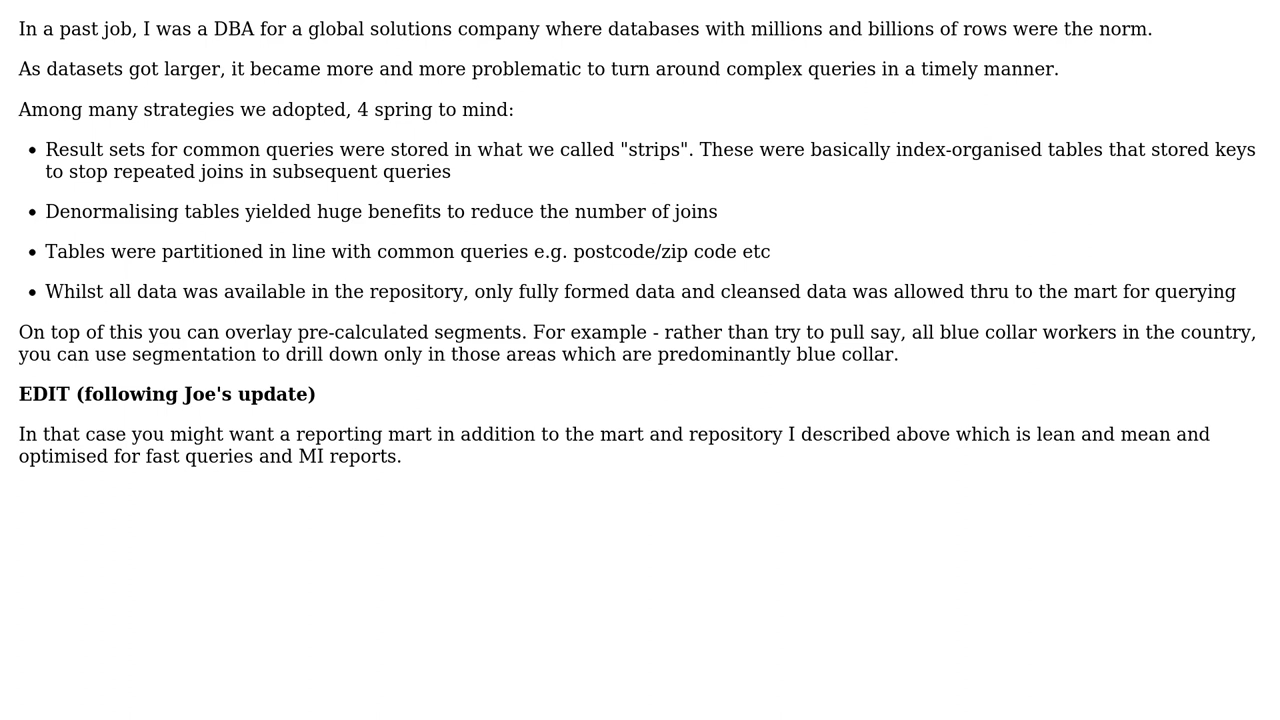 In a past job, I was a DBA for a global solutions company where databases with millions and billions of rows were the norm.
As datasets got larger, it became more and more problematic to turn around complex queries in a timely manner.
Among many strategies we adopted, 4 spring to mind:
• Result sets for common queries were stored in what we called "strips". These were basically index-organised tables that stored keys
to stop repeated joins in subsequent queries
• Denormalising tables yielded huge benefits to reduce the number of joins
• Tables were partitioned in line with common queries e.g. postcode/zip code etc
• Whilst all data was available in the repository, only fully formed data and cleansed data was allowed thru to the mart for querying
On top of this you can overlay pre-calculated segments. For example - rather than try to pull say, all blue collar workers in the country,
you can use segmentation to drill down only in those areas which are predominantly blue collar.
EDIT (following Joe's update)
In that case you might want a reporting mart in addition to the mart and repository I described above which is lean and mean and
optimised for fast queries and MI reports.